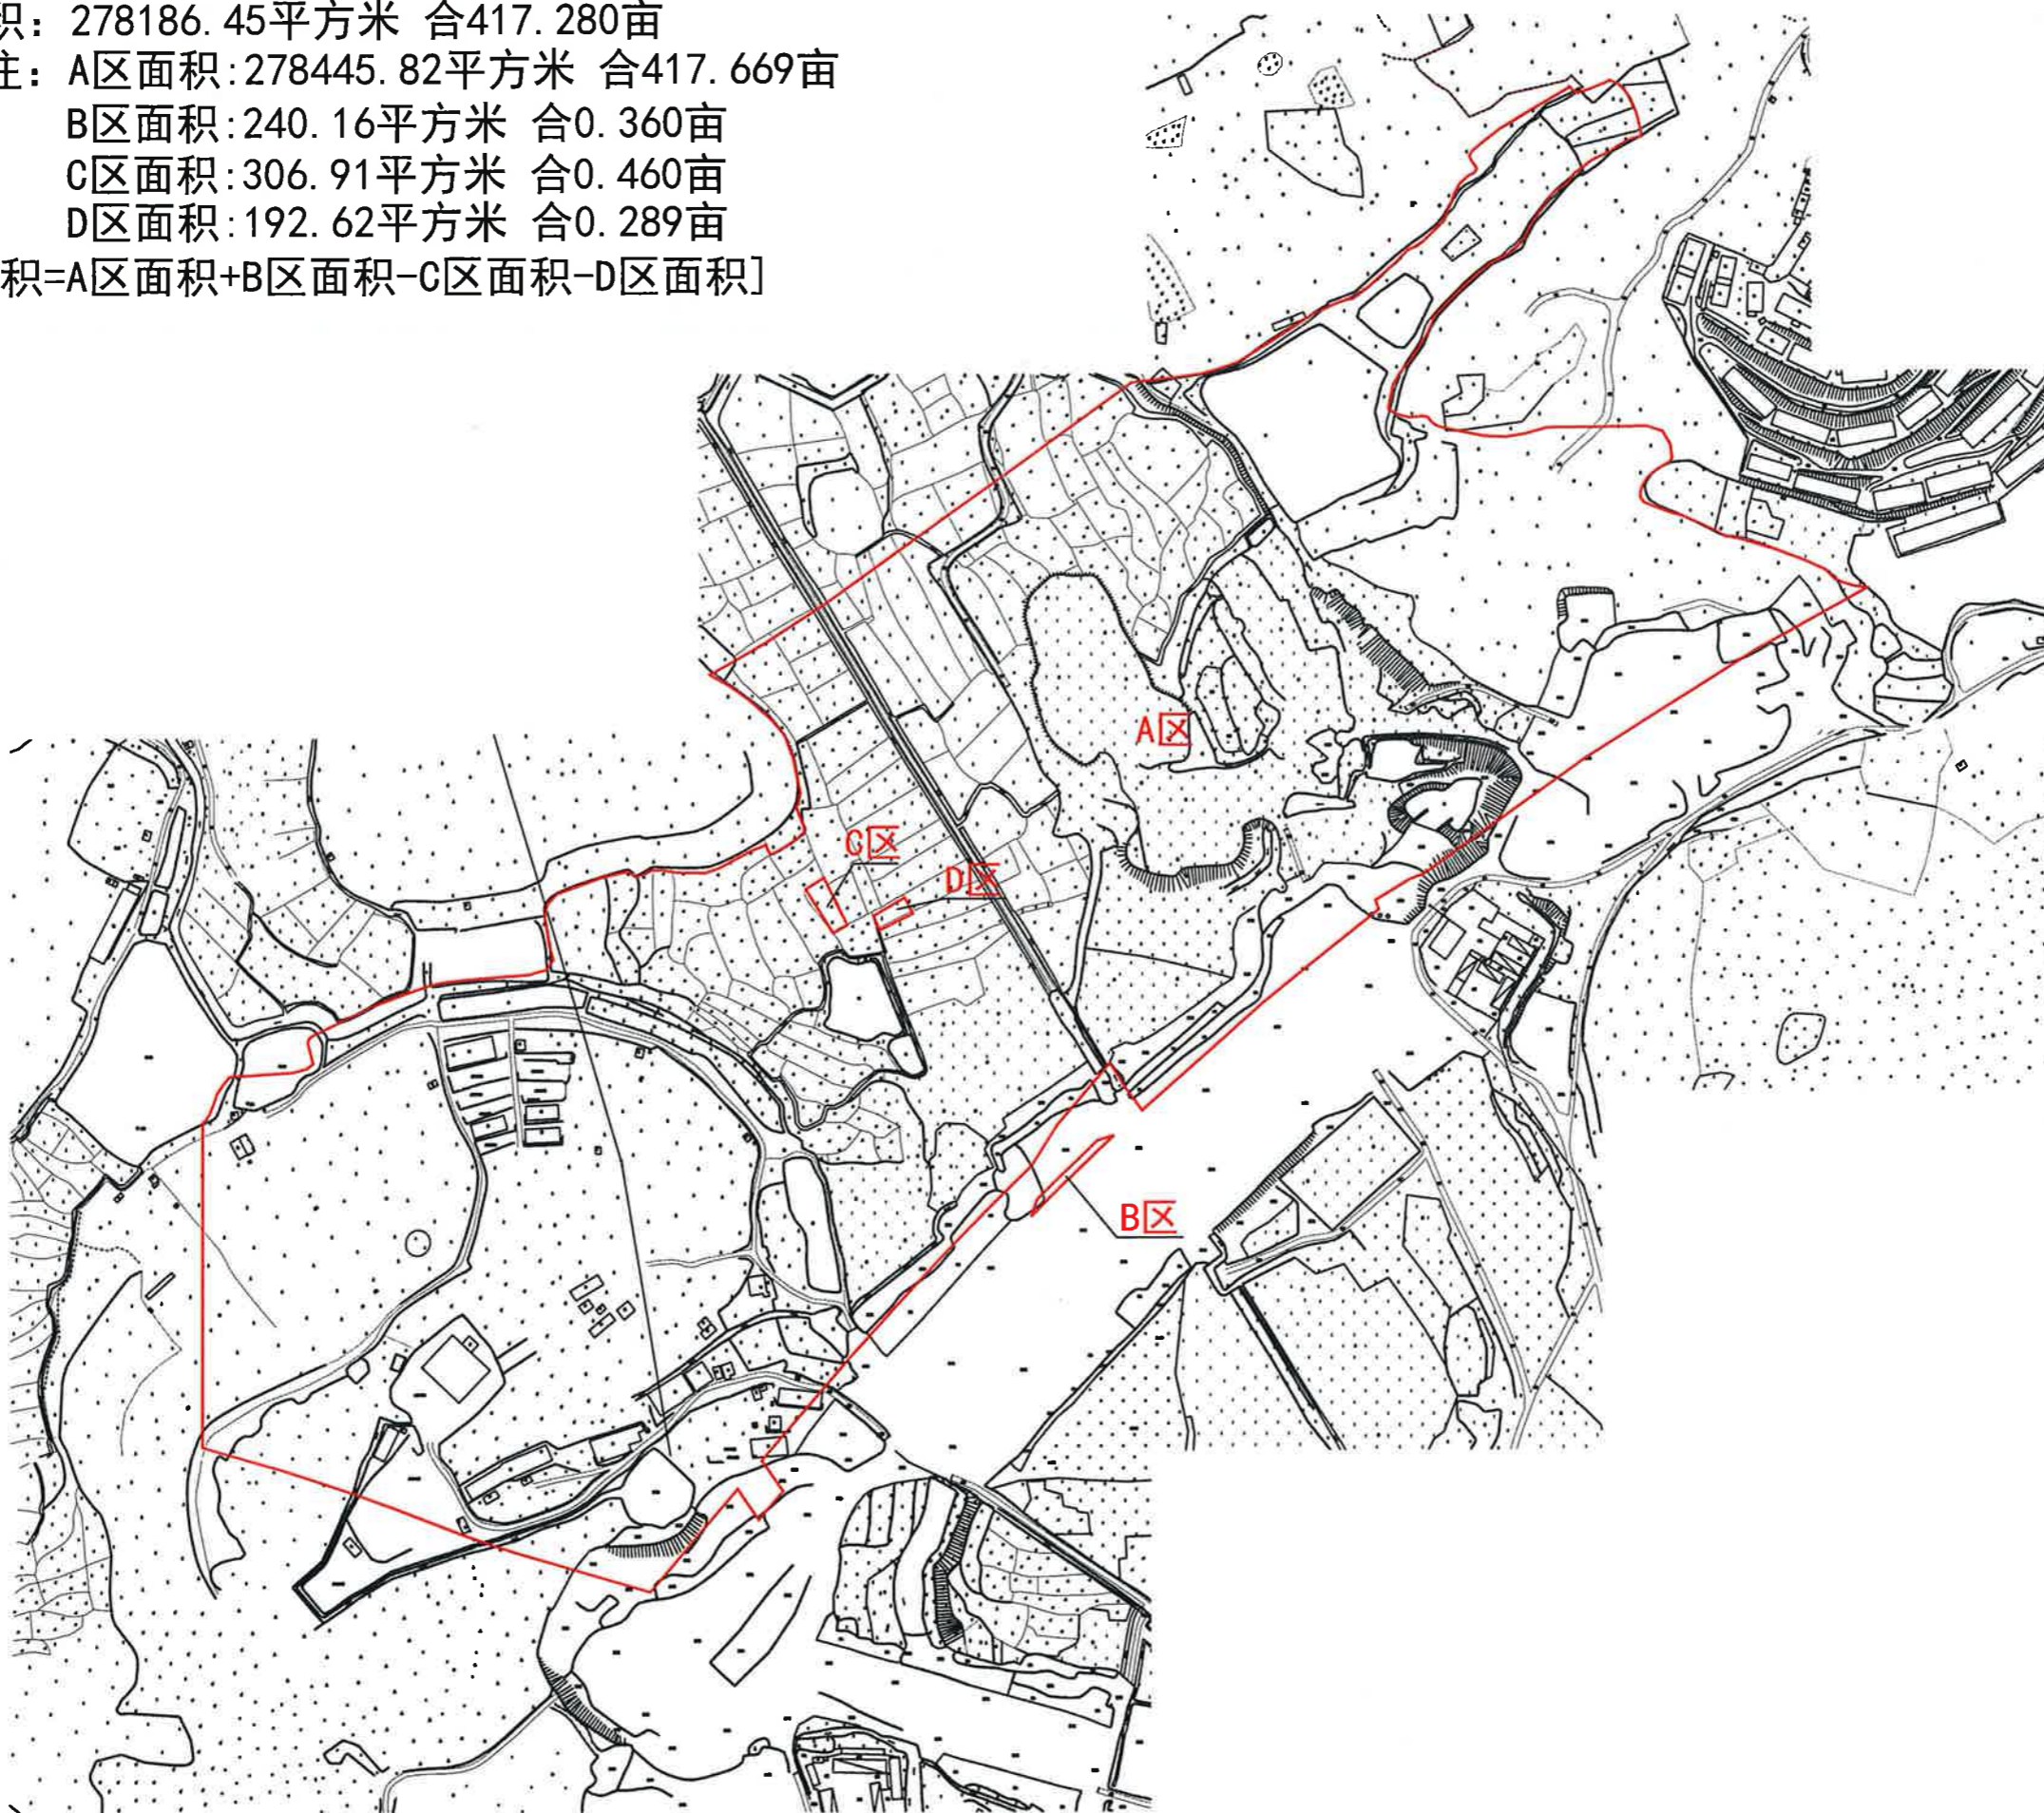 积: 278186.45平方米 合417.280亩
注: A区面积:278445.82平方米 合417.669亩
B区面积:240.16平方米 合0.360亩
C区面积:306.91平方米 合0.460亩
D区面积:192.62平方米 合0.289亩
积=A区面积+B区面积-C区面积-D区面积]
A区
C区
D区
B区